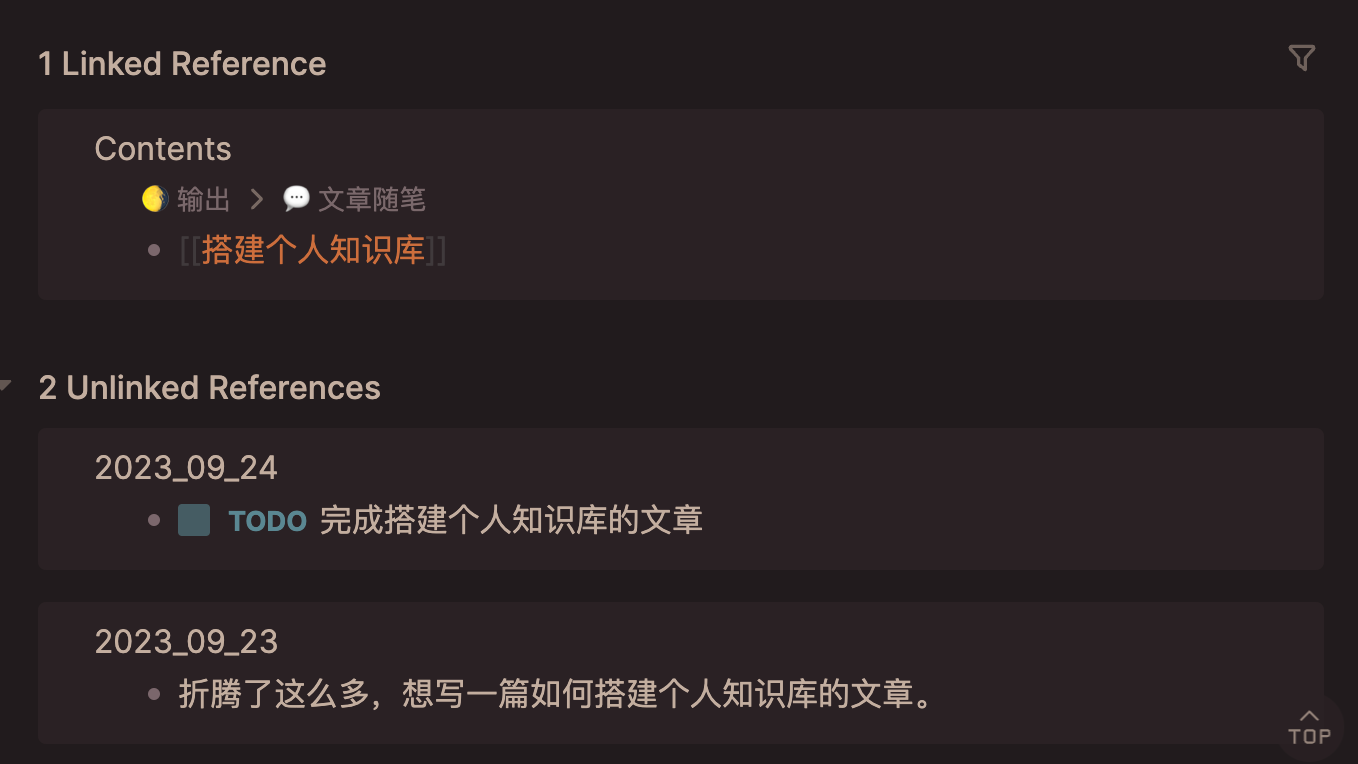 1 Linked Reference
Contents
输出 > 文章随笔
[[搭建个人知识库]]
2 Unlinked References
2023_09_24
TODO 完成搭建个人知识库的文章
2023_09_23
折腾了这么多，想写一篇如何搭建个人知识库的文章。
TOP